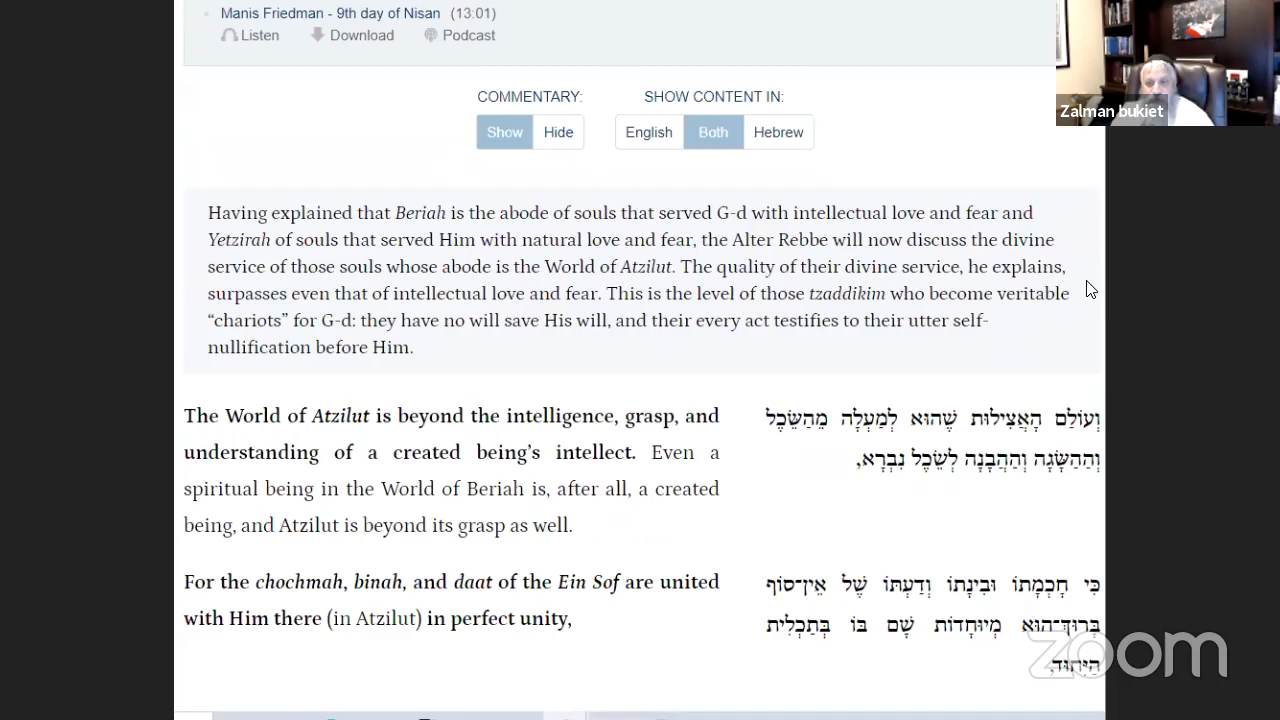 Manis Friedman - 9th day of Nisan (13:01)
Listen Download Podcast
Zalman bukiet
COMMENTARY: SHOW CONTENT IN:
Show Hide English Both Hebrew
Having explained that Beriah is the abode of souls that served G-d with intellectual love and fear and
Yetzirah of souls that served Him with natural love and fear, the Alter Rebbe will now discuss the divine
service of those souls whose abode is the World of Atzilut. The quality of their divine service, he explains,
surpasses even that of intellectual love and fear. This is the level of those tzaddikim who become veritable
“chariots” for G-d: they have no will save His will, and their every act testifies to their utter self-
nullification before Him.
The World of Atzilut is beyond the intelligence, grasp, and
understanding of a created being’s intellect. Even a
spiritual being in the World of Beriah is, after all, a created
being, and Atzilut is beyond its grasp as well.
וְעוֹלַם הָאֲצִילוּת שֶׁהוּא לְמַעְלָה מֵהַשֵּׂכֶל
וְהַהַשָּׂגָה וְהַהֲבָנָה לְשֵׂכֶל נִבְרָא,
For the chochmah, binah, and daat of the Ein Sof are united
with Him there (in Atzilut) in perfect unity,
כִּי חָכְמָתוֹ וּבִינָתוֹ וְדַעְתּוֹ שֶׁל אֵין־סוֹף
בָּרוּךְ־הוּא מְיוּחָדוֹת שָׁם בּוֹ בְּתַכְלִית
הַיִּחוּד,
zoom